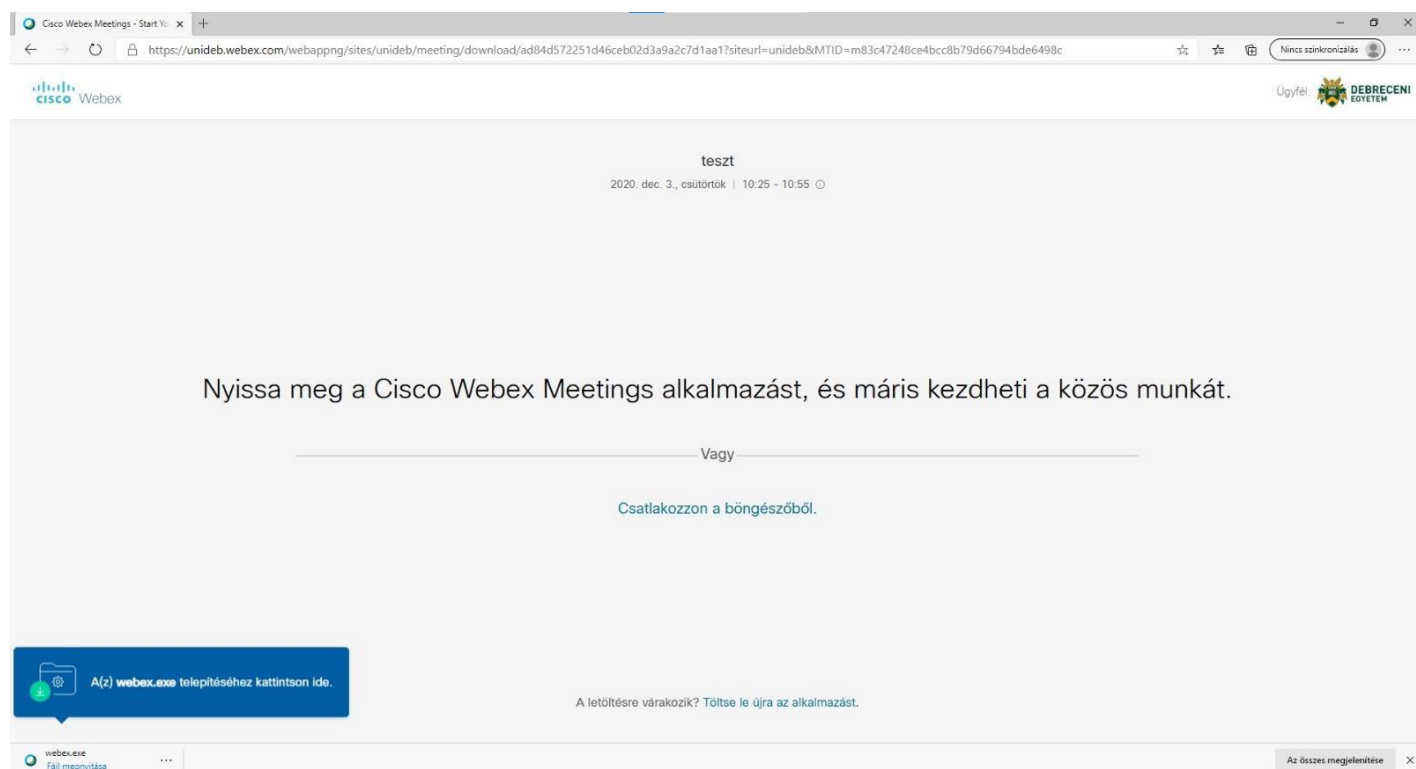 Cisco Webex Meetings - Start Yo
https://unideb.webex.com/webappng/sites/unideb/meeting/download/ad84d572251d46ceb02d3a9a2c7d1aa1?siteurl=unideb&MTID=m83c47248ce4bcc8b79d66794bde6498c
Nincs szinkronizálás
CISCO Webex
Ügyfél:
DEBRECENI
EGYETEM
teszt
2020. dec. 3., csütörtök | 10:25 - 10:55
Nyissa meg a Cisco Webex Meetings alkalmazást, és máris kezdheti a közös munkát.
Vagy
Csatlakozzon a böngészőből.
A(z) webex.exe telepítéséhez kattintson ide.
A letöltésre várakozik? Töltse le újra az alkalmazást.
webex.exe
Fájl megnyitása
Az összes megjelenítése